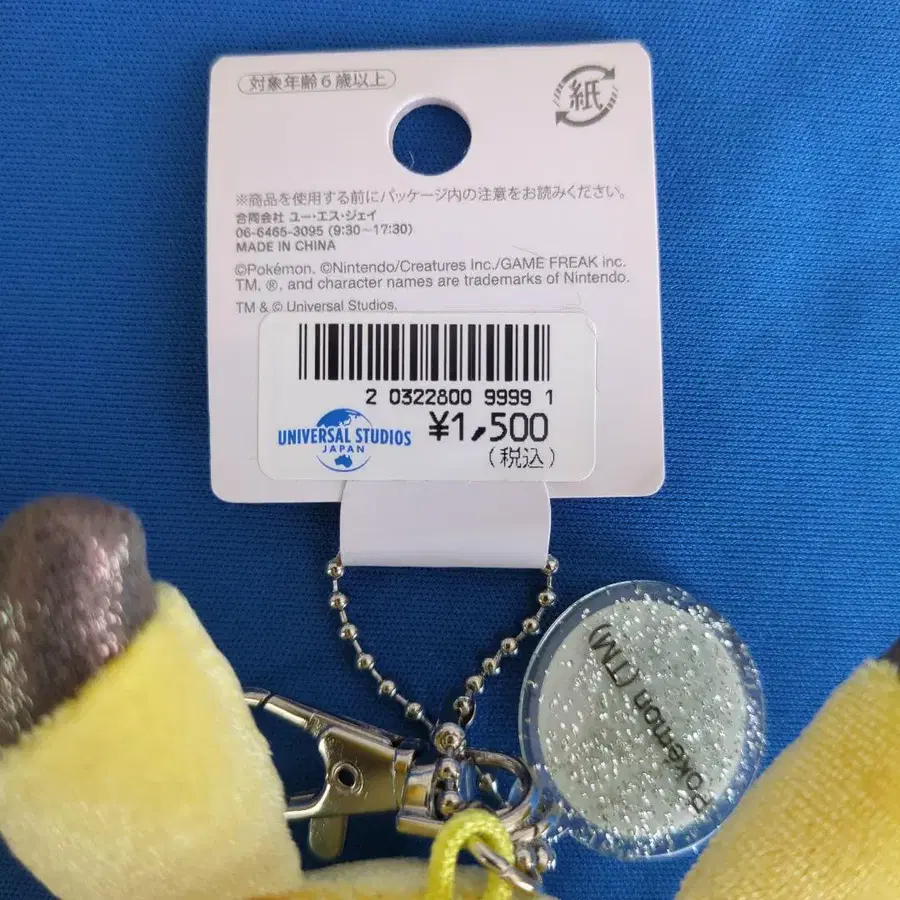 対象年齢6歳以上
紙
※商品を使用する前にパッケージ内の注意をお読みください。
合同会社 ユー・エス・ジェイ
06-6465-3095 (9:30〜17:30)
MADE IN CHINA
©Pokémon. ©Nintendo/Creatures Inc./GAME FREAK inc.
TM, ®, and character names are trademarks of Nintendo.
TM & © Universal Studios.
2 0322800 9999 1
UNIVERSAL STUDIOS
JAPAN
¥1,500
(税込)
Pokémon (TM)